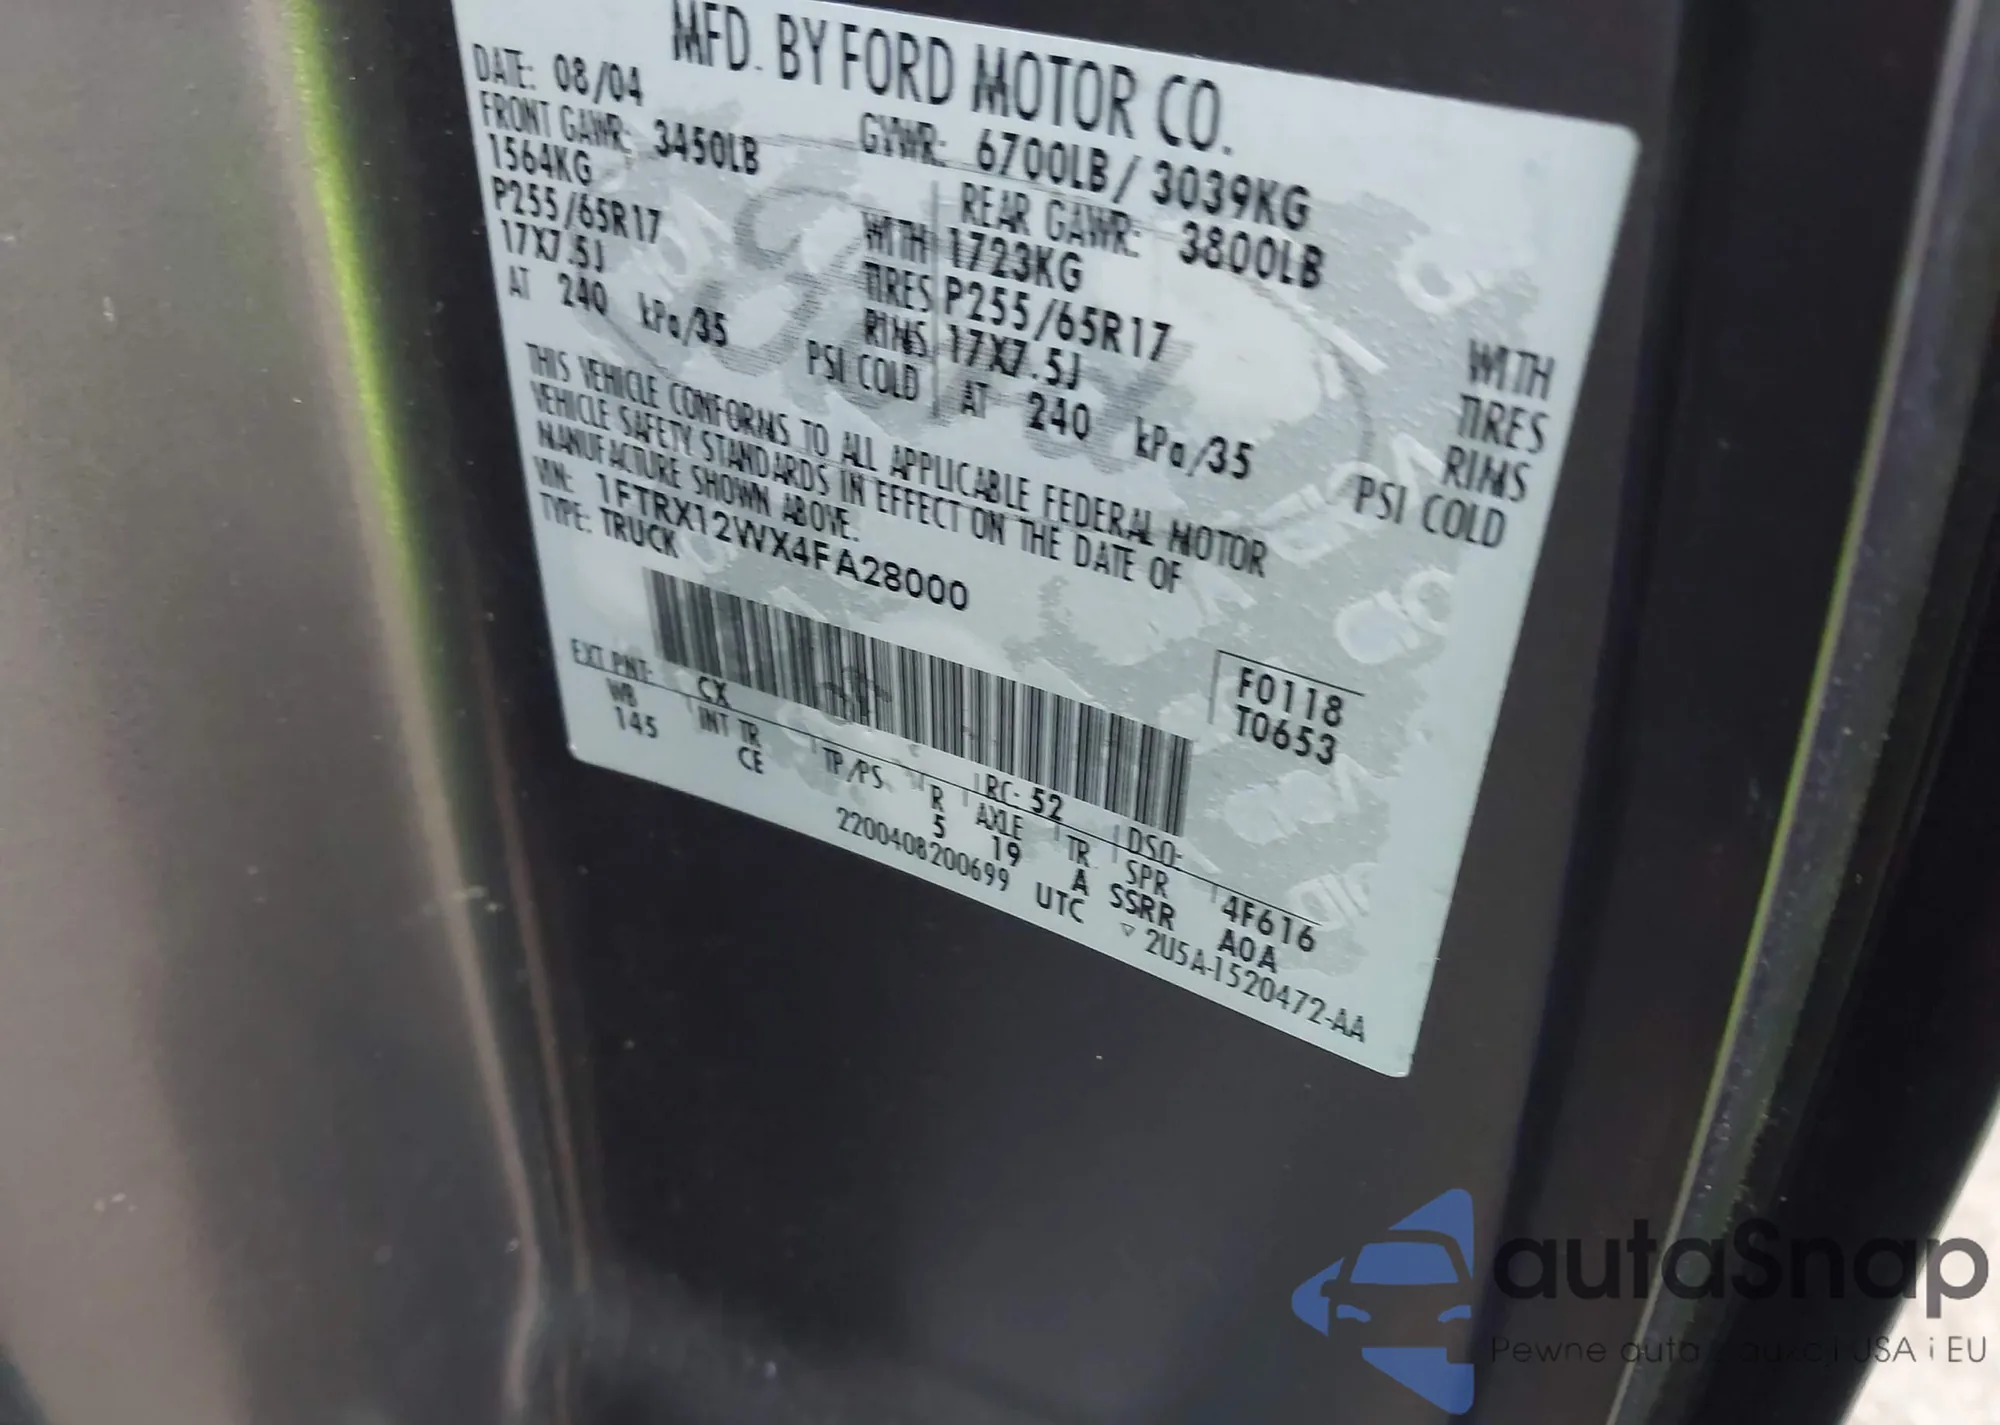 MFD. BY FORD MOTOR CO.
DATE: 08/04 GVWR: 6700LB / 3039KG
FRONT GAWR: 3450LB REAR GAWR: 3800LB
1564KG WITH 1723KG WITH
P255/65R17 TIRES P255/65R17 TIRES
17X7.5J RIMS 17X7.5J RIMS
AT 240 kPa/35 PSI COLD AT 240 kPa/35 PSI COLD
THIS VEHICLE CONFORMS TO ALL APPLICABLE FEDERAL MOTOR
VEHICLE SAFETY STANDARDS IN EFFECT ON THE DATE OF
MANUFACTURE SHOWN ABOVE.
VIN: 1FTRX12WX4FA28000
TYPE: TRUCK
F0118
T0653
EXT PNT: CX RC: 52 DSO:
WB INT TR TP/PS R AXLE TR SPR 4F616
145 CE 5 19 A SSRR A0A
2200408200699 UTC ▽ 2U5A-1520472-AA
autaSnap
Pewne auta USA i EU